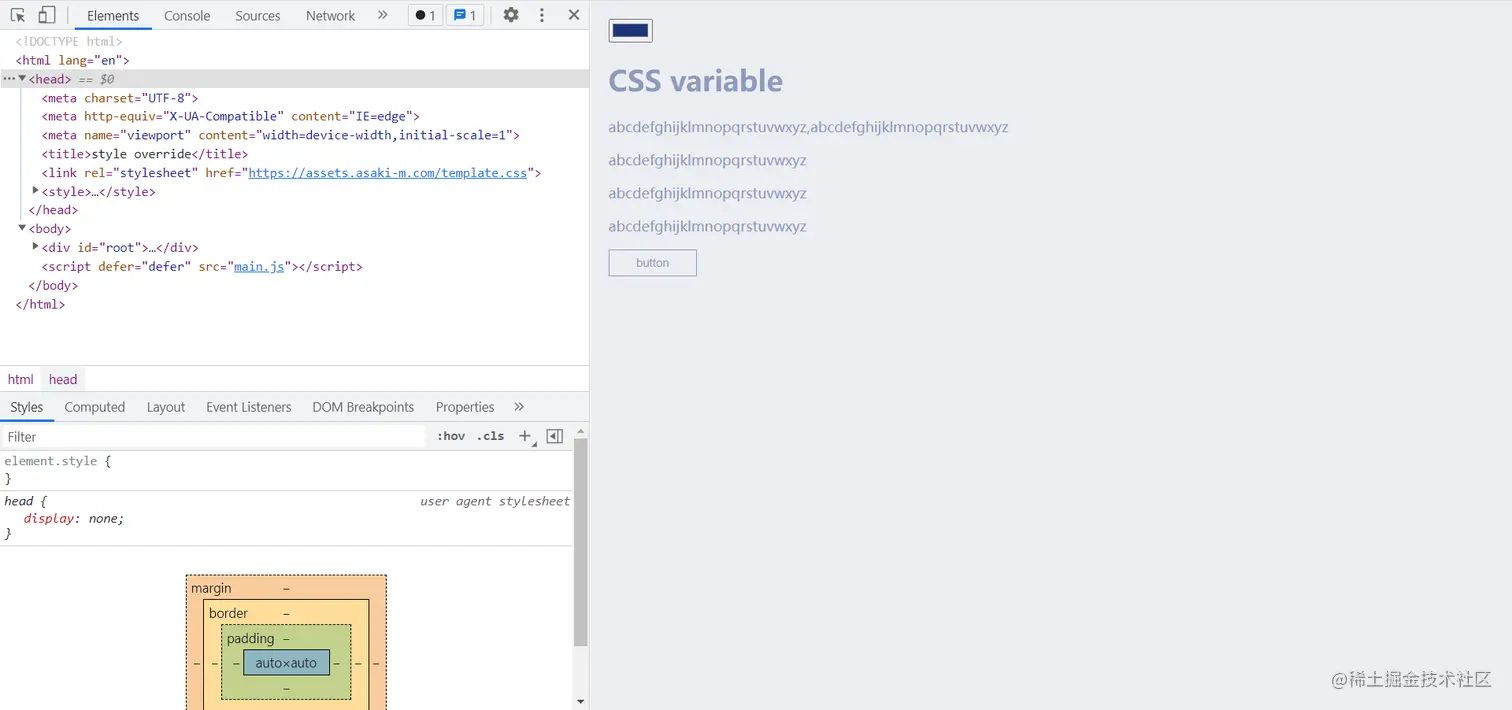 Elements Console Sources Network » 1 1
<!DOCTYPE html>
<html lang="en">
<head> == $0
<meta charset="UTF-8">
<meta http-equiv="X-UA-Compatible" content="IE=edge">
<meta name="viewport" content="width=device-width,initial-scale=1">
<title>style override</title>
<link rel="stylesheet" href="https://assets.asaki-m.com/template.css">
<style>…</style>
</head>
<body>
<div id="root">…</div>
<script defer="defer" src="main.js"></script>
</body>
</html>
html head
Styles Computed Layout Event Listeners DOM Breakpoints Properties »
Filter :hov .cls +
element.style {
}
head { user agent stylesheet
display: none;
}
margin –
border –
padding –
– – – auto×auto – – –
–
CSS variable
abcdefghijklmnopqrstuvwxyz,abcdefghijklmnopqrstuvwxyz
abcdefghijklmnopqrstuvwxyz
abcdefghijklmnopqrstuvwxyz
abcdefghijklmnopqrstuvwxyz
button
@稀土掘金技术社区